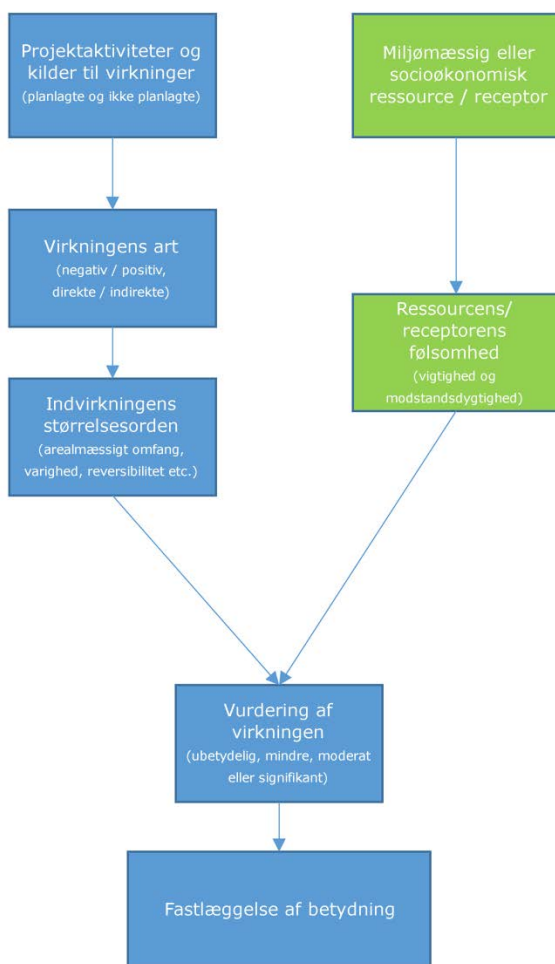 Projektaktiviteter og
kilder til virkninger
(planlagte og ikke planlagte)
Miljømæssig eller
socioøkonomisk
ressource / receptor
Virkningens art
(negativ / positiv,
direkte / indirekte)
Ressourcens/
receptorens
følsomhed
(vigtighed og
modstandsdygtighed)
Indvirkningens
størrelsesorden
(arealmæssigt omfang,
varighed, reversibilitet etc.)
Vurdering af
virkningen
(ubetydelig, mindre, moderat
eller signifikant)
Fastlæggelse af betydning